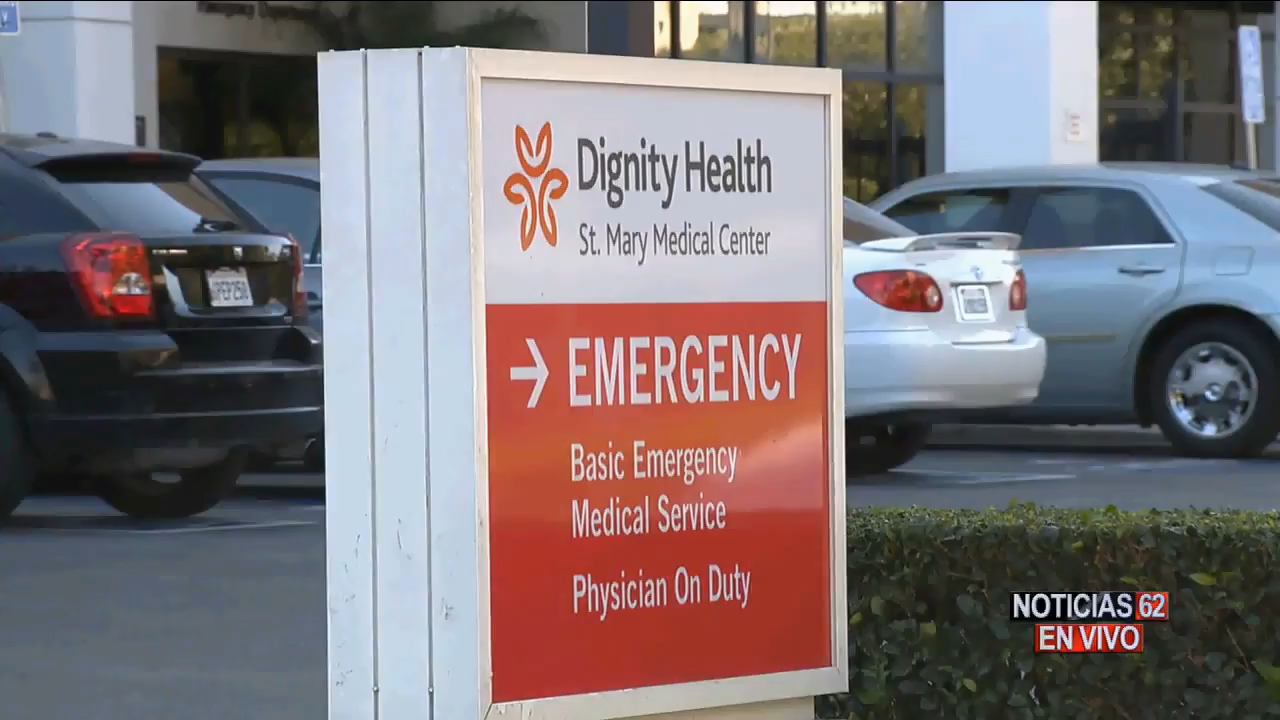 Dignity Health
St. Mary Medical Center
→ EMERGENCY
Basic Emergency
Medical Service
Physician On Duty
NOTICIAS 62
EN VIVO